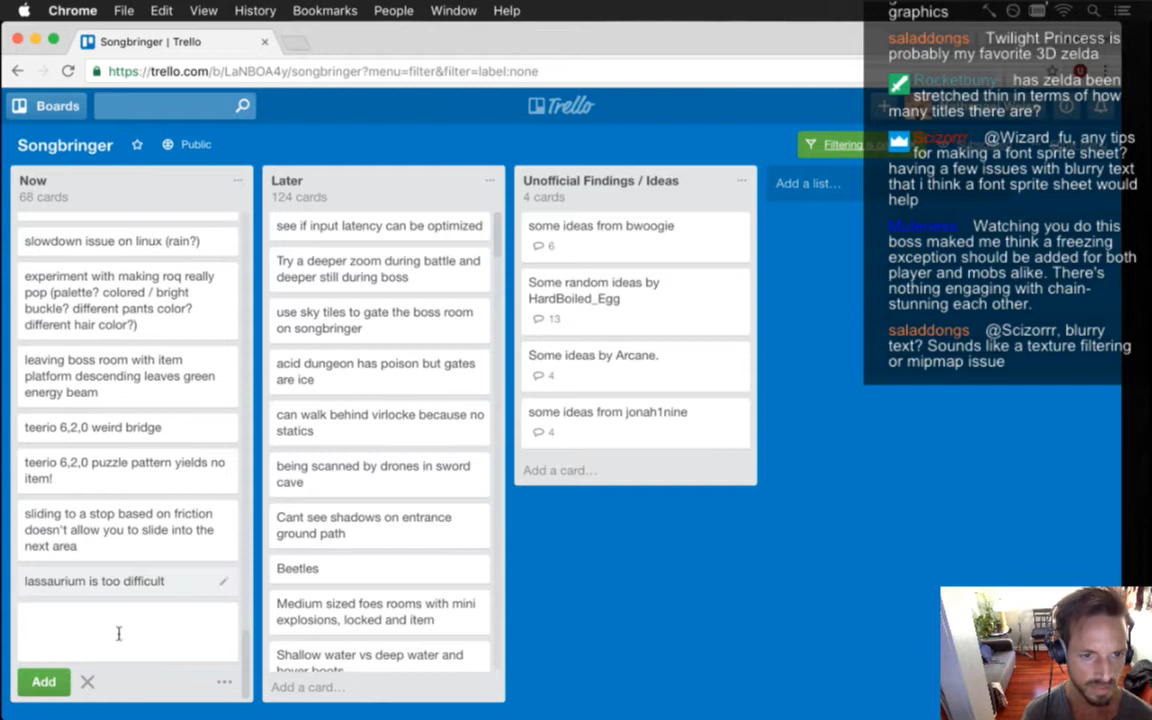 Chrome File Edit View History Bookmarks People Window Help
Songbringer | Trello
https://trello.com/b/LaNBOA4y/songbringer?menu=filter&filter=label:none
Boards
Trello
Songbringer
Public
Filtering is
Now
68 cards
slowdown issue on linux (rain?)
experiment with making roq really
pop (palette? colored / bright
buckle? different pants color?
different hair color?)
leaving boss room with item
platform descending leaves green
energy beam
teerio 6,2,0 weird bridge
teerio 6,2,0 puzzle pattern yields no
item!
sliding to a stop based on friction
doesn't allow you to slide into the
next area
lassaurium is too difficult
Add
Later
124 cards
see if input latency can be optimized
Try a deeper zoom during battle and
deeper still during boss
use sky tiles to gate the boss room
on songbringer
acid dungeon has poison but gates
are ice
can walk behind virlocke because no
statics
being scanned by drones in sword
cave
Cant see shadows on entrance
ground path
Beetles
Medium sized foes rooms with mini
explosions, locked and item
Shallow water vs deep water and
hover boots
Add a card...
Unofficial Findings / Ideas
4 cards
some ideas from bwoogie
6
Some random ideas by
HardBoiled_Egg
13
Some ideas by Arcane.
4
some ideas from jonah1nine
4
Add a card...
Add a list...
graphics
saladdongs Twilight Princess is
probably my favorite 3D zelda
Rocketbuny has zelda been
stretched thin in terms of how
many titles there are?
Scizorrr @Wizard_fu, any tips
for making a font sprite sheet?
having a few issues with blurry text
that i think a font sprite sheet would
help
Watching you do this
boss made me think a freezing
exception should be added for both
player and mobs alike. There's
nothing engaging with chain-
stunning each other.
saladdongs @Scizorrr, blurry
text? Sounds like a texture filtering
or mipmap issue